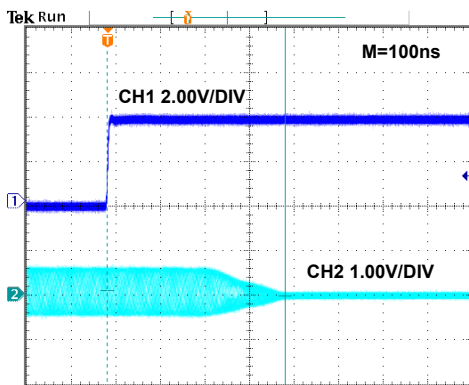 Tek Run
T
T
M=100ns
CH1 2.00V/DIV
1
CH2 1.00V/DIV
2